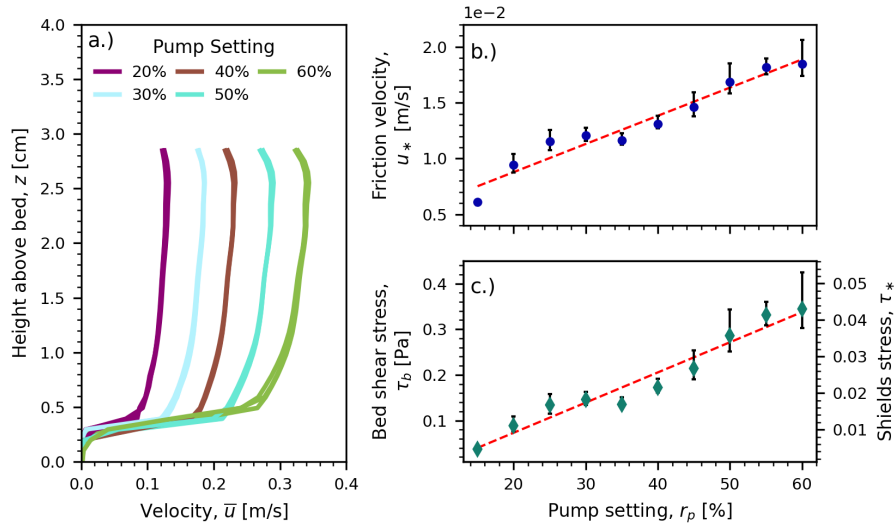 a.)
Pump Setting
20%
40%
60%
30%
50%
4.0
3.5
3.0
2.5
2.0
1.5
1.0
0.5
0.0
Height above bed, z [cm]
0.0
0.1
0.2
0.3
0.4
Velocity, u̅ [m/s]
1e−2
b.)
2.0
1.5
1.0
0.5
Friction velocity,
u∗ [m/s]
c.)
0.4
0.3
0.2
0.1
Bed shear stress,
τb [Pa]
0.05
0.04
0.03
0.02
0.01
Shields stress, τ∗
20
30
40
50
60
Pump setting, rp [%]